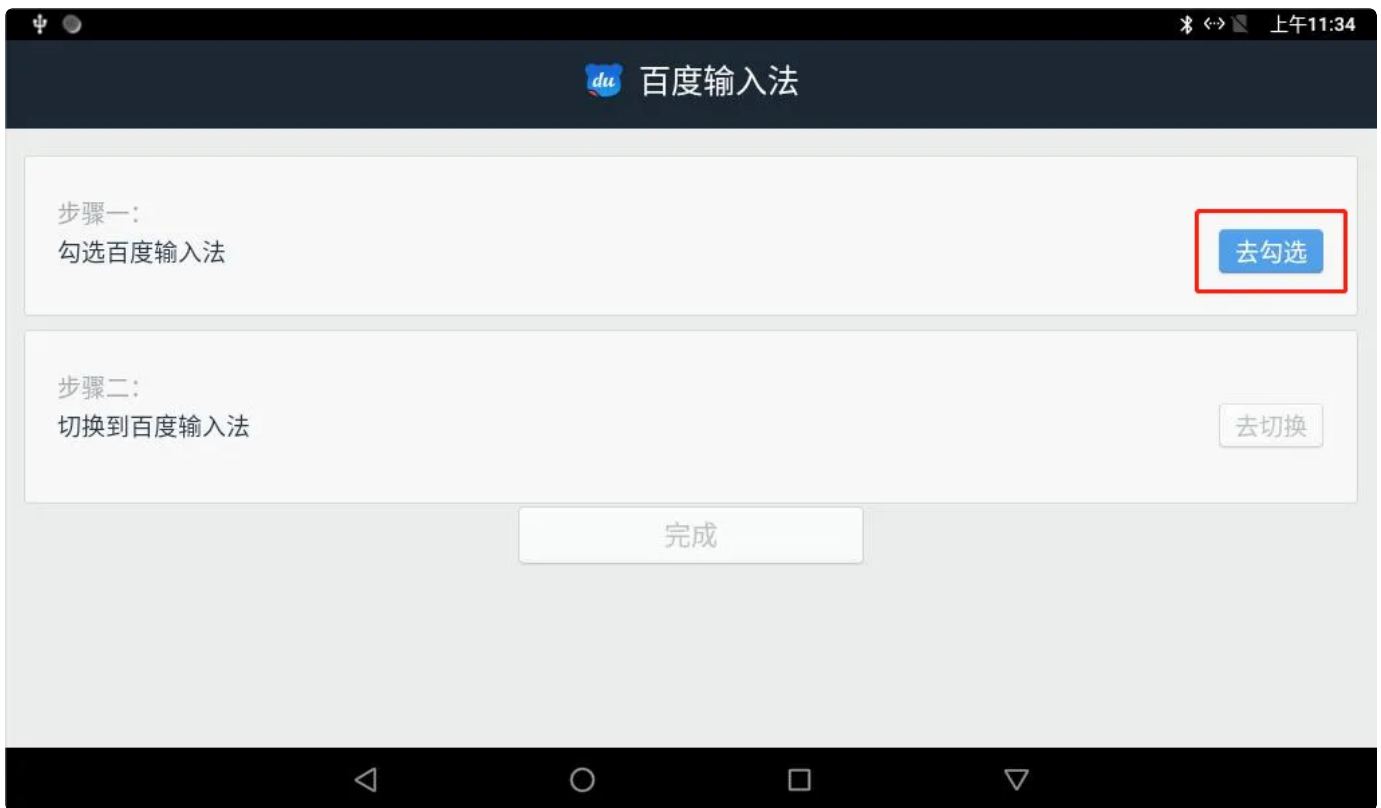 上午11:34
du 百度输入法
步骤一：
勾选百度输入法
去勾选
步骤二：
切换到百度输入法
去切换
完成